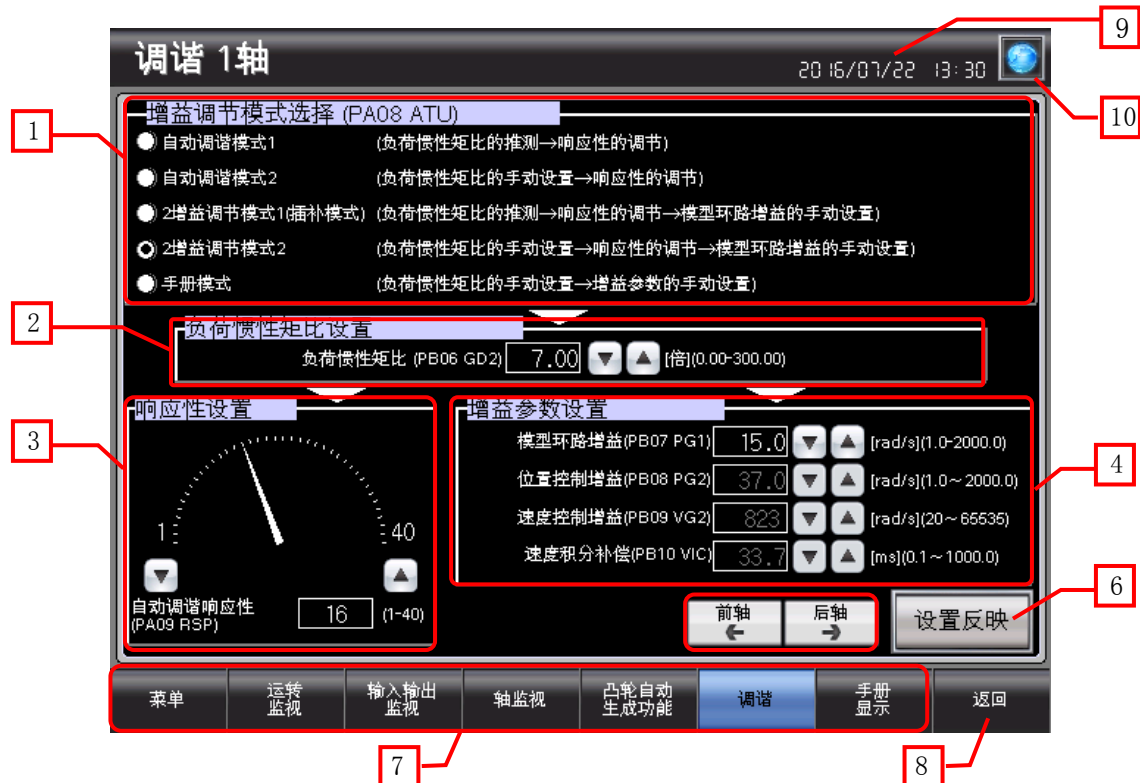 9
调谐 1轴
2016/07/22 13:30
10
1
增益调节模式选择 (PA08 ATU)
自动调谐模式1 (负荷惯性矩比的推测→响应性的调节)
自动调谐模式2 (负荷惯性矩比的手动设置→响应性的调节)
2增益调节模式1(插补模式) (负荷惯性矩比的推测→响应性的调节→模型环路增益的手动设置)
2增益调节模式2 (负荷惯性矩比的手动设置→响应性的调节→模型环路增益的手动设置)
手册模式 (负荷惯性矩比的手动设置→增益参数的手动设置)
2
负荷惯性矩比设置
负荷惯性矩比 (PB06 GD2) 7.00 [倍](0.00-300.00)
3
响应性设置
1
40
自动调谐响应性
(PA09 RSP)
16 (1-40)
增益参数设置
模型环路增益(PB07 PG1) 15.0 [rad/s](1.0-2000.0)
位置控制增益(PB08 PG2) 37.0 [rad/s](1.0～2000.0)
速度控制增益(PB09 VG2) 823 [rad/s](20～65535)
速度积分补偿(PB10 VIC) 33.7 [ms](0.1～1000.0)
4
前轴
后轴
设置反映
6
菜单
运转
监视
输入输出
监视
轴监视
凸轮自动
生成功能
调谐
手册
显示
返回
7
8